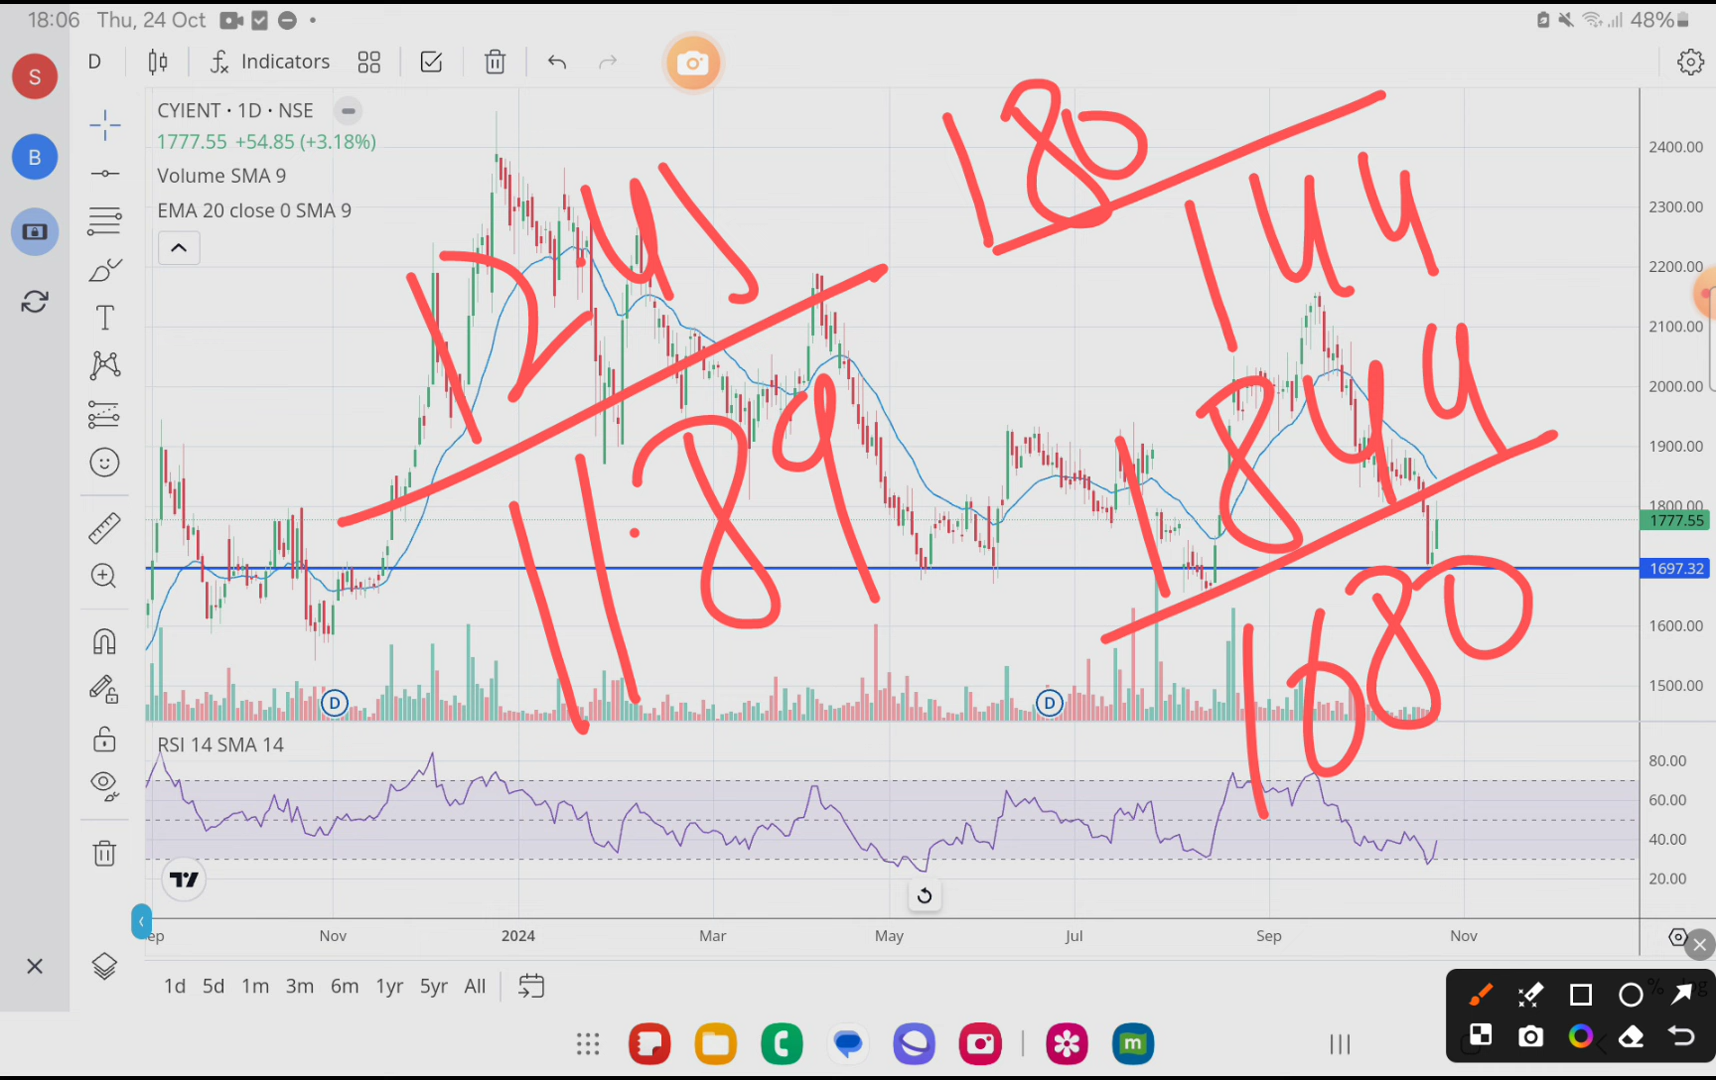 18:06 Thu, 24 Oct
48%
S
B
D
Indicators
CYIENT · 1D · NSE
1777.55 +54.85 (+3.18%)
Volume SMA 9
EMA 20 close 0 SMA 9
180
144
1844
1680
11.89
2400.00
2300.00
2200.00
2100.00
2000.00
1900.00
1800.00
1777.55
1697.32
1600.00
1500.00
D
D
RSI 14 SMA 14
80.00
60.00
40.00
20.00
ep
Nov
2024
Mar
May
Jul
Sep
Nov
1d 5d 1m 3m 6m 1yr 5yr All
%
m